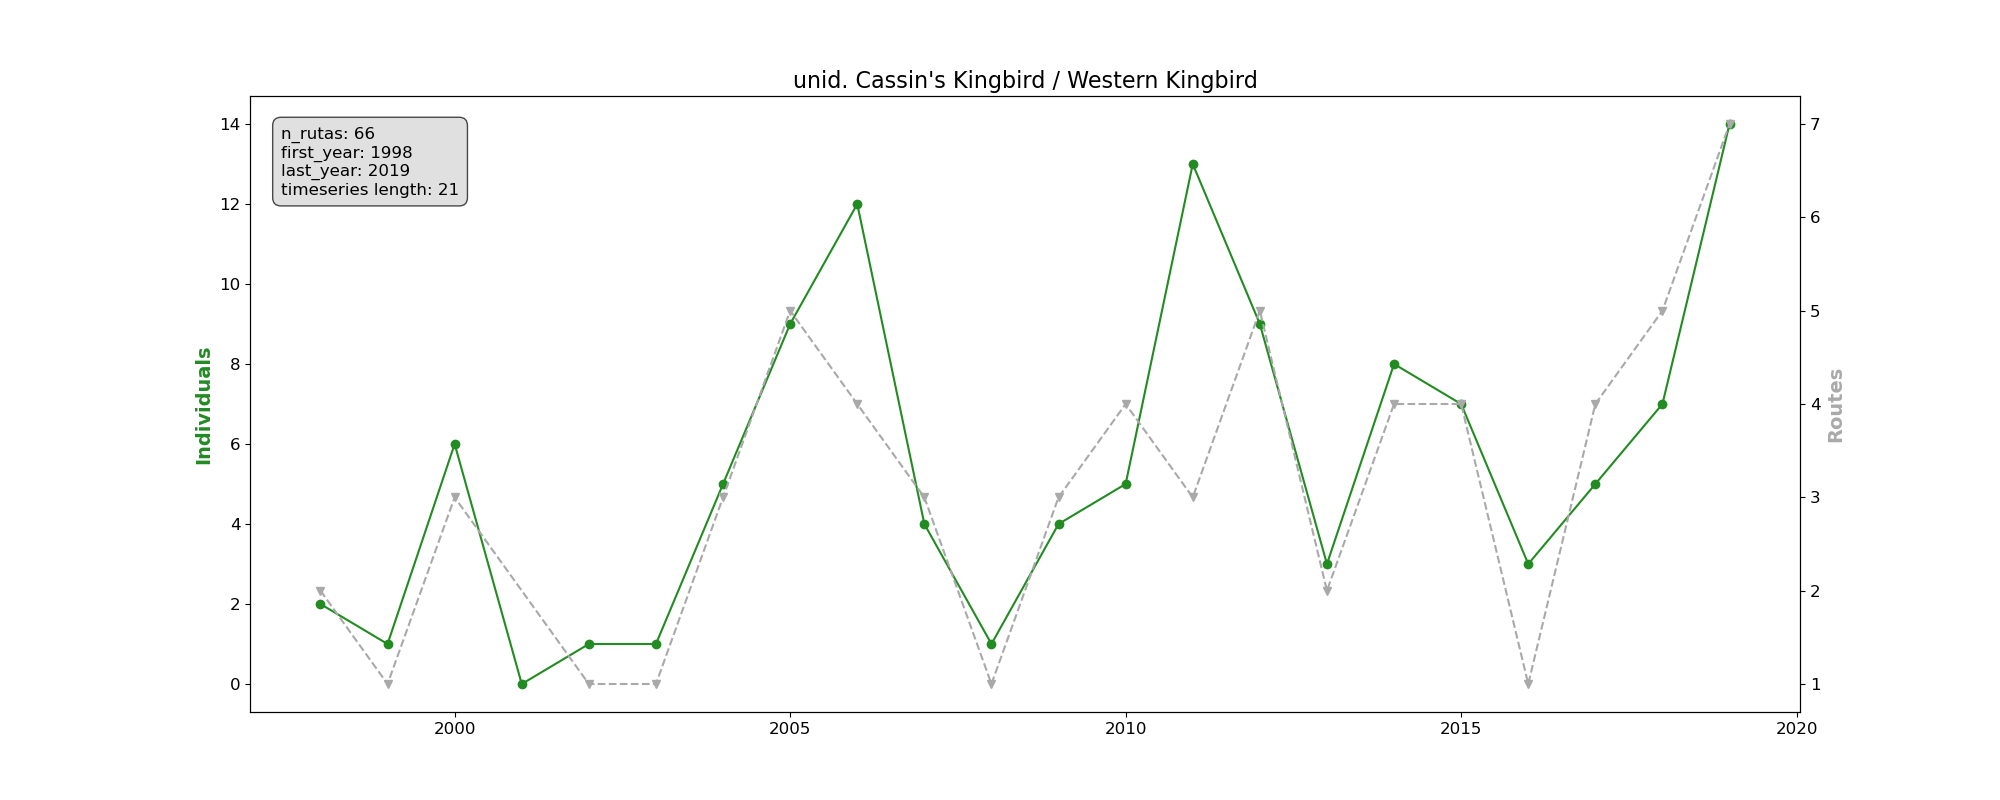 unid. Cassin's Kingbird / Western Kingbird
n_rutas: 66
first_year: 1998
last_year: 2019
timeseries length: 21
14
12
10
8
6
4
2
0
Individuals
7
6
5
4
3
2
1
Routes
2000
2005
2010
2015
2020